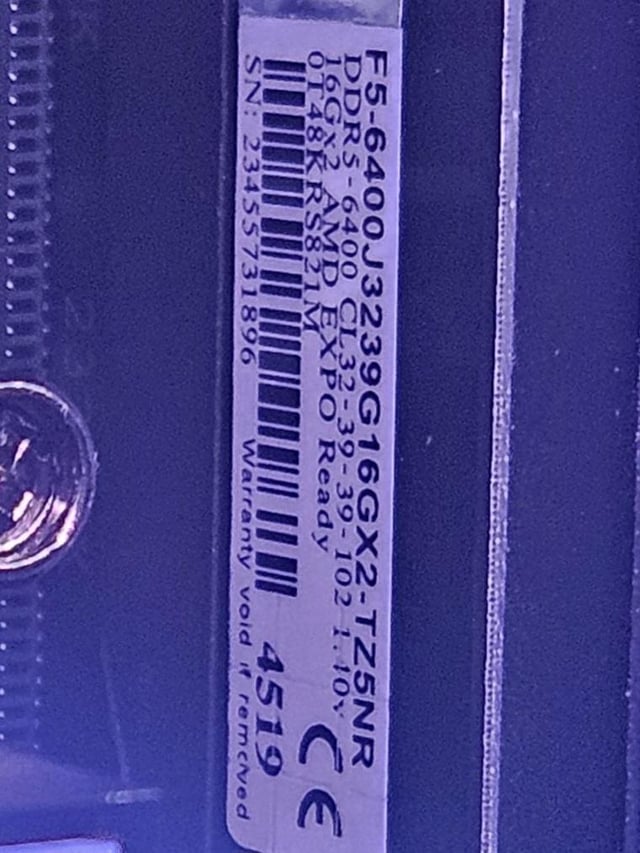 F5-6400J3239G16GX2-TZ5NR
DDR5-6400 CL32-39-39-102 1.40v
16Gx2 AMD EXPO Ready
0T48KRS821M
4519
SN: 23455731896 Warranty void if removed
CE